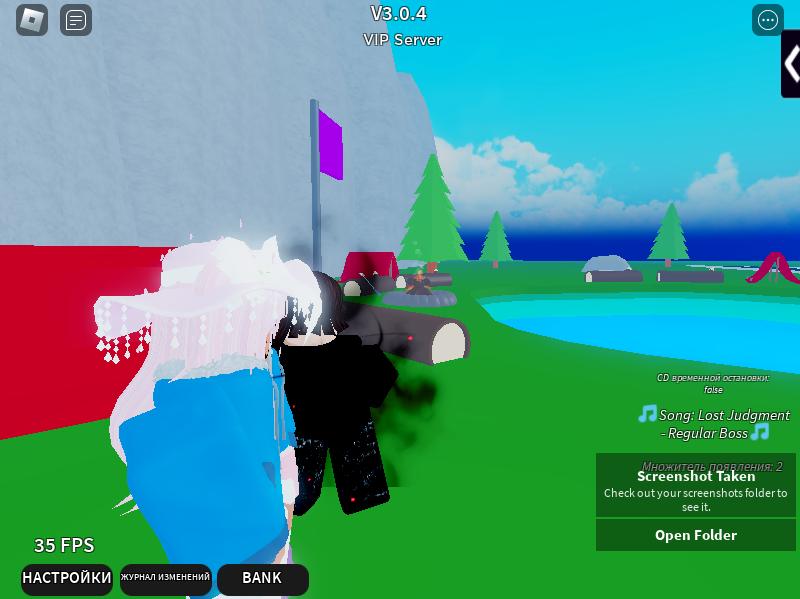 V3.0.4
VIP Server
CD временной остановки:
false
🎵Song: Lost Judgment
- Regular Boss🎵
Множитель появления: 2
Screenshot Taken
Check out your screenshots folder to
see it.
Open Folder
35 FPS
НАСТРОЙКИ
ЖУРНАЛ ИЗМЕНЕНИЙ
BANK